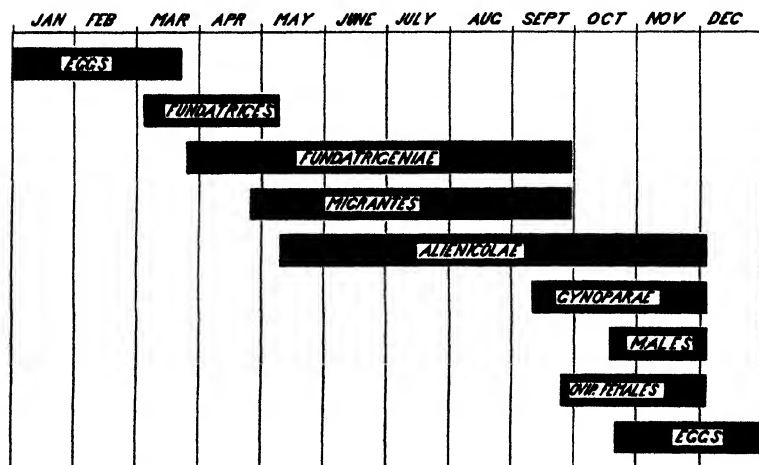 JAN FEB MAR APR MAY JUNE JULY AUG SEPT OCT NOV DEC
EGGS
FUNDATRICES
FUNDATRIGENIAE
MIGRANTES
ALIENICOLAE
GYNOPARAE
MALES
OVIP. FEMALES
EGGS